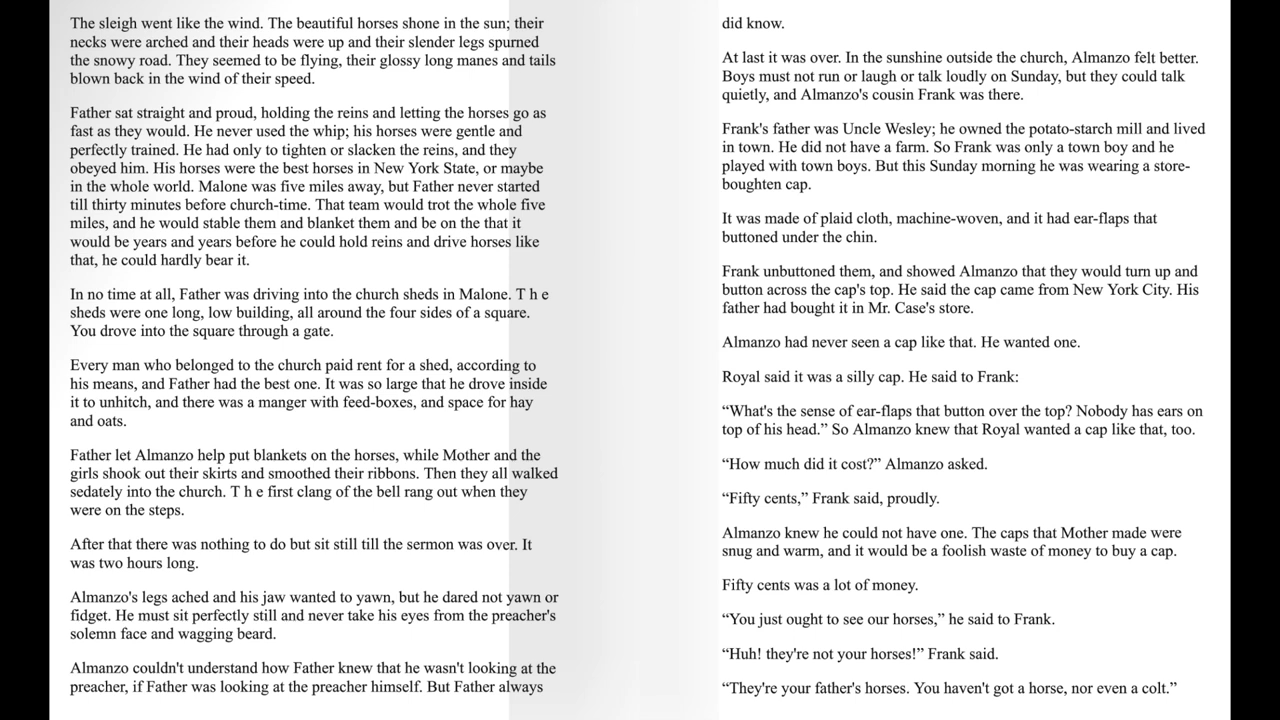 The sleigh went like the wind. The beautiful horses shone in the sun; their
necks were arched and their heads were up and their slender legs spurned
the snowy road. They seemed to be flying, their glossy long manes and tails
blown back in the wind of their speed.
Father sat straight and proud, holding the reins and letting the horses go as
fast as they would. He never used the whip; his horses were gentle and
perfectly trained. He had only to tighten or slacken the reins, and they
obeyed him. His horses were the best horses in New York State, or maybe
in the whole world. Malone was five miles away, but Father never started
till thirty minutes before church-time. That team would trot the whole five
miles, and he would stable them and blanket them and be on the that it
would be years and years before he could hold reins and drive horses like
that, he could hardly bear it.
In no time at all, Father was driving into the church sheds in Malone. T h e
sheds were one long, low building, all around the four sides of a square.
You drove into the square through a gate.
Every man who belonged to the church paid rent for a shed, according to
his means, and Father had the best one. It was so large that he drove inside
it to unhitch, and there was a manger with feed-boxes, and space for hay
and oats.
Father let Almanzo help put blankets on the horses, while Mother and the
girls shook out their skirts and smoothed their ribbons. Then they all walked
sedately into the church. T h e first clang of the bell rang out when they
were on the steps.
After that there was nothing to do but sit still till the sermon was over. It
was two hours long.
Almanzo's legs ached and his jaw wanted to yawn, but he dared not yawn or
fidget. He must sit perfectly still and never take his eyes from the preacher's
solemn face and wagging beard.
Almanzo couldn't understand how Father knew that he wasn't looking at the
preacher, if Father was looking at the preacher himself. But Father always
did know.
At last it was over. In the sunshine outside the church, Almanzo felt better.
Boys must not run or laugh or talk loudly on Sunday, but they could talk
quietly, and Almanzo's cousin Frank was there.
Frank's father was Uncle Wesley; he owned the potato-starch mill and lived
in town. He did not have a farm. So Frank was only a town boy and he
played with town boys. But this Sunday morning he was wearing a store-
boughten cap.
It was made of plaid cloth, machine-woven, and it had ear-flaps that
buttoned under the chin.
Frank unbuttoned them, and showed Almanzo that they would turn up and
button across the cap's top. He said the cap came from New York City. His
father had bought it in Mr. Case's store.
Almanzo had never seen a cap like that. He wanted one.
Royal said it was a silly cap. He said to Frank:
“What's the sense of ear-flaps that button over the top? Nobody has ears on
top of his head.” So Almanzo knew that Royal wanted a cap like that, too.
“How much did it cost?” Almanzo asked.
“Fifty cents,” Frank said, proudly.
Almanzo knew he could not have one. The caps that Mother made were
snug and warm, and it would be a foolish waste of money to buy a cap.
Fifty cents was a lot of money.
“You just ought to see our horses,” he said to Frank.
“Huh! they're not your horses!” Frank said.
“They're your father's horses. You haven't got a horse, nor even a colt.”